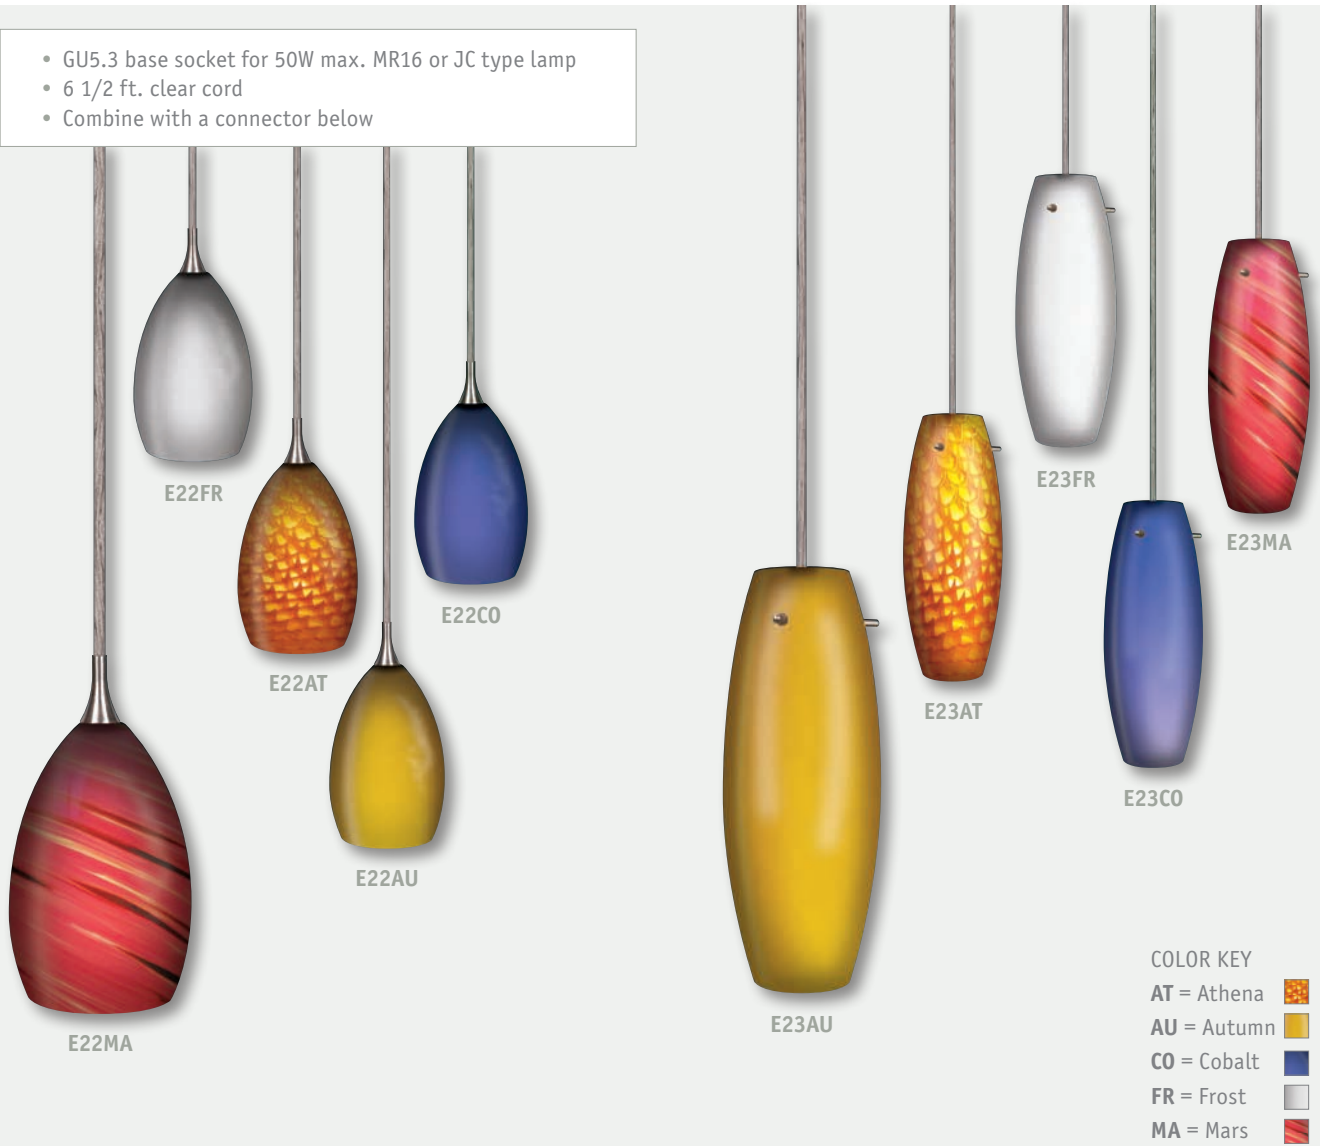 • GU5.3 base socket for 50W max. MR16 or JC type lamp
• 6 1/2 ft. clear cord
• Combine with a connector below
E22FR
E22AT
E22CO
E22AU
E22MA
E23FR
E23MA
E23AT
E23CO
E23AU
COLOR KEY
AT = Athena
AU = Autumn
CO = Cobalt
FR = Frost
MA = Mars